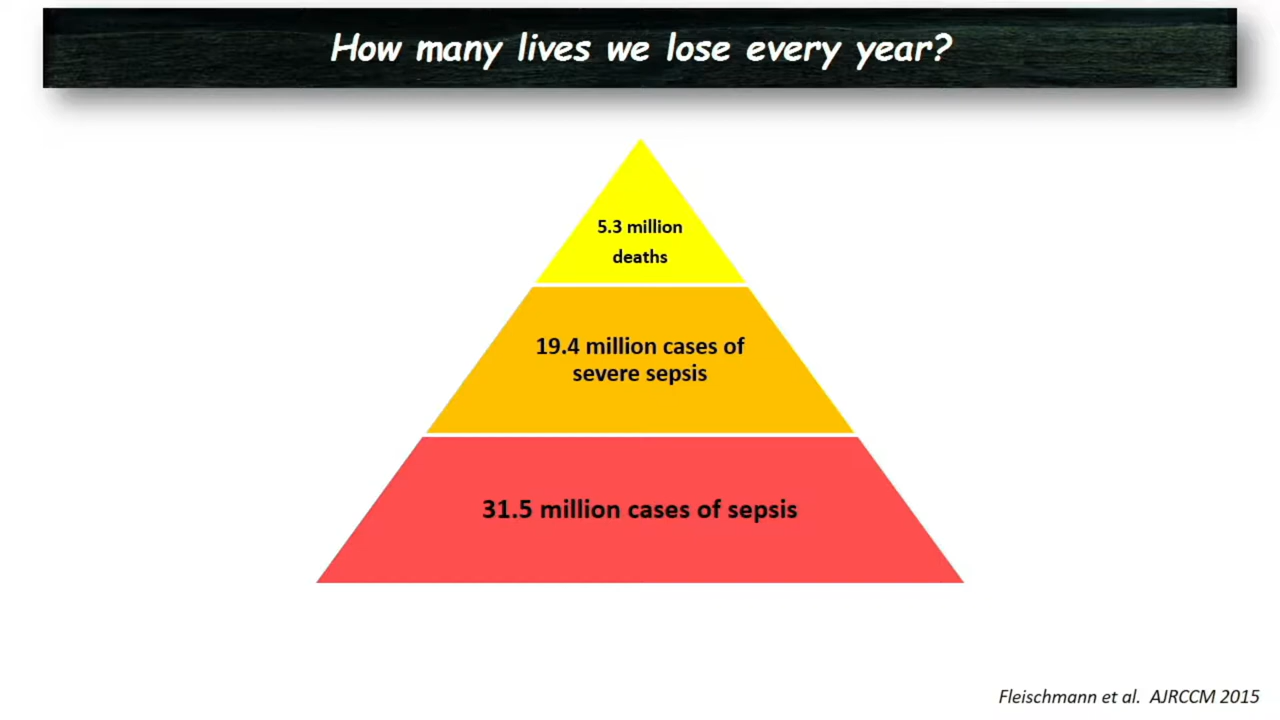 How many lives we lose every year?
5.3 million
deaths
19.4 million cases of
severe sepsis
31.5 million cases of sepsis
Fleischmann et al. AJRCCM 2015